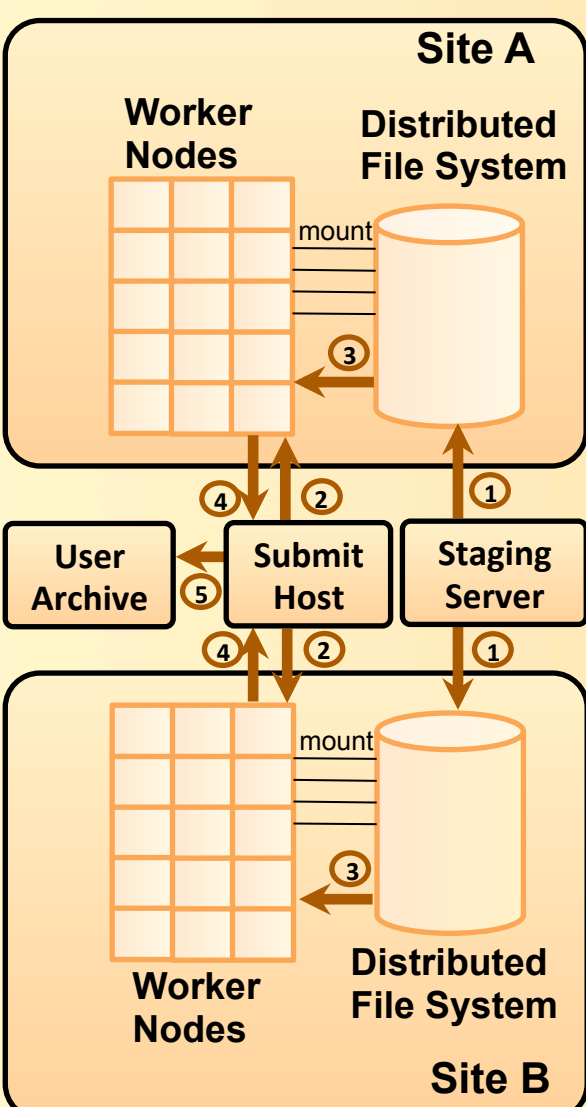 Site A
Worker
Nodes
Distributed
File System
mount
3
4
2
1
User
Archive
5
Submit
Host
Staging
Server
4
2
1
mount
3
Worker
Nodes
Distributed
File System
Site B